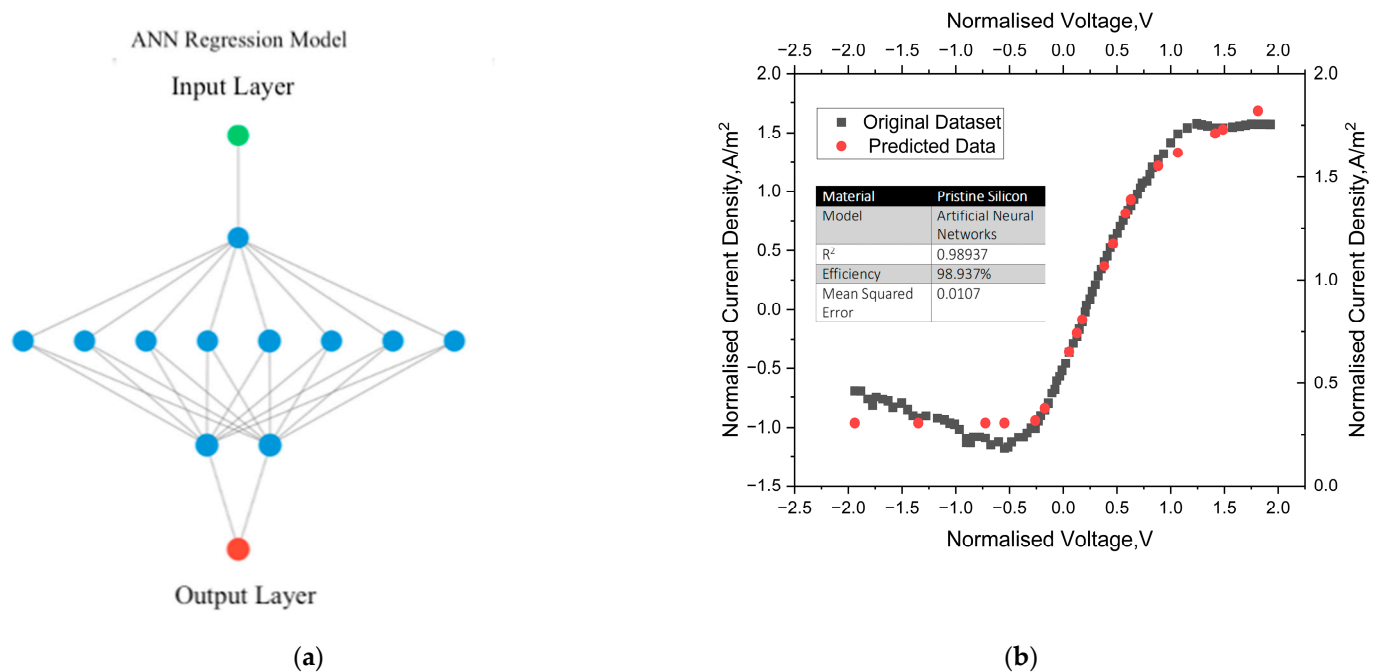 ANN Regression Model
Input Layer
Output Layer
(a)
Normalised Voltage,V
−2.5 −2.0 −1.5 −1.0 −0.5 0.0 0.5 1.0 1.5 2.0
Normalised Current Density,A/m²
2.0
1.5
1.0
0.5
0.0
−0.5
−1.0
−1.5
Original Dataset
Predicted Data
Material Pristine Silicon
Model Artificial Neural
Networks
R² 0.98937
Efficiency 98.937%
Mean Squared 0.0107
Error
2.0
1.5
1.0
0.5
0.0
Normalised Current Density,A/m²
−2.5 −2.0 −1.5 −1.0 −0.5 0.0 0.5 1.0 1.5 2.0
Normalised Voltage,V
(b)